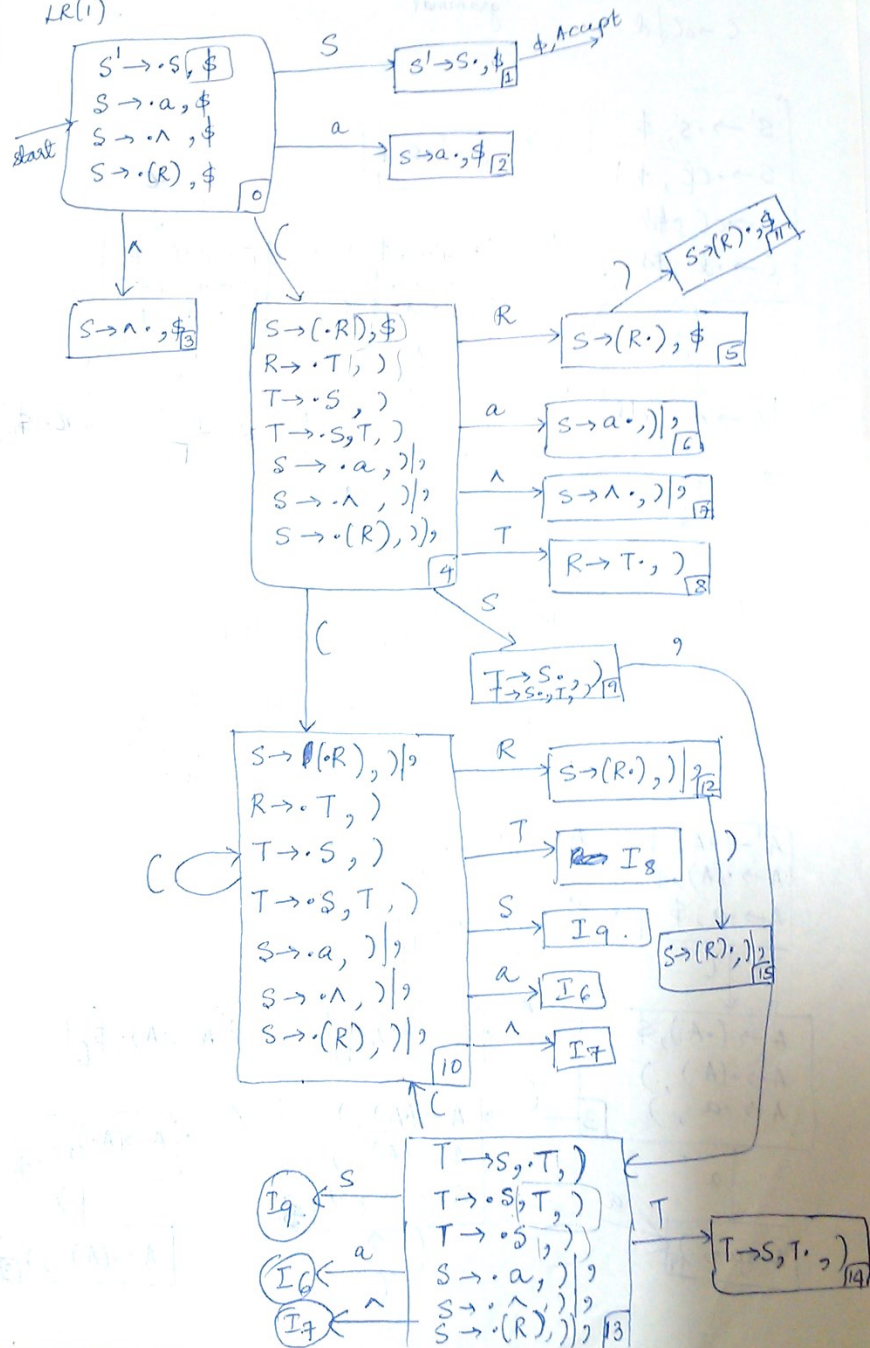 LR(1)
S' → ·S, $
S → ·a, $
S → ·∧, $
S → ·(R), $
0
start
S
S' → S·, $
1
$, Accept
a
S → a·, $
2
∧
S → ∧·, $
3
(
S → (·R), $
R → ·T, )
T → ·S, )
T → ·S,T, )
S → ·a, )|,
S → ·∧, )|,
S → ·(R), )|,
4
R
S → (R·), $
5
)
S → (R)·, $
11
a
S → a·, )|,
6
∧
S → ∧·, )|,
7
T
R → T·, )
8
S
T → S·, )
T → S·,T, )
9
,
(
S → (·R), )|,
R → ·T, )
T → ·S, )
T → ·S,T, )
S → ·a, )|,
S → ·∧, )|,
S → ·(R), )|,
10
(
R
S → (R·), )|,
12
)
S → (R)·, )|,
15
T
I8
S
I9.
a
I6
∧
I7
(
T → S,·T, )
T → ·S,T, )
T → ·S, )
S → ·a, )|,
S → ·∧, )|,
S → ·(R), )|,
13
S
I9
a
I6
∧
I7
T
T → S,T·, )
14